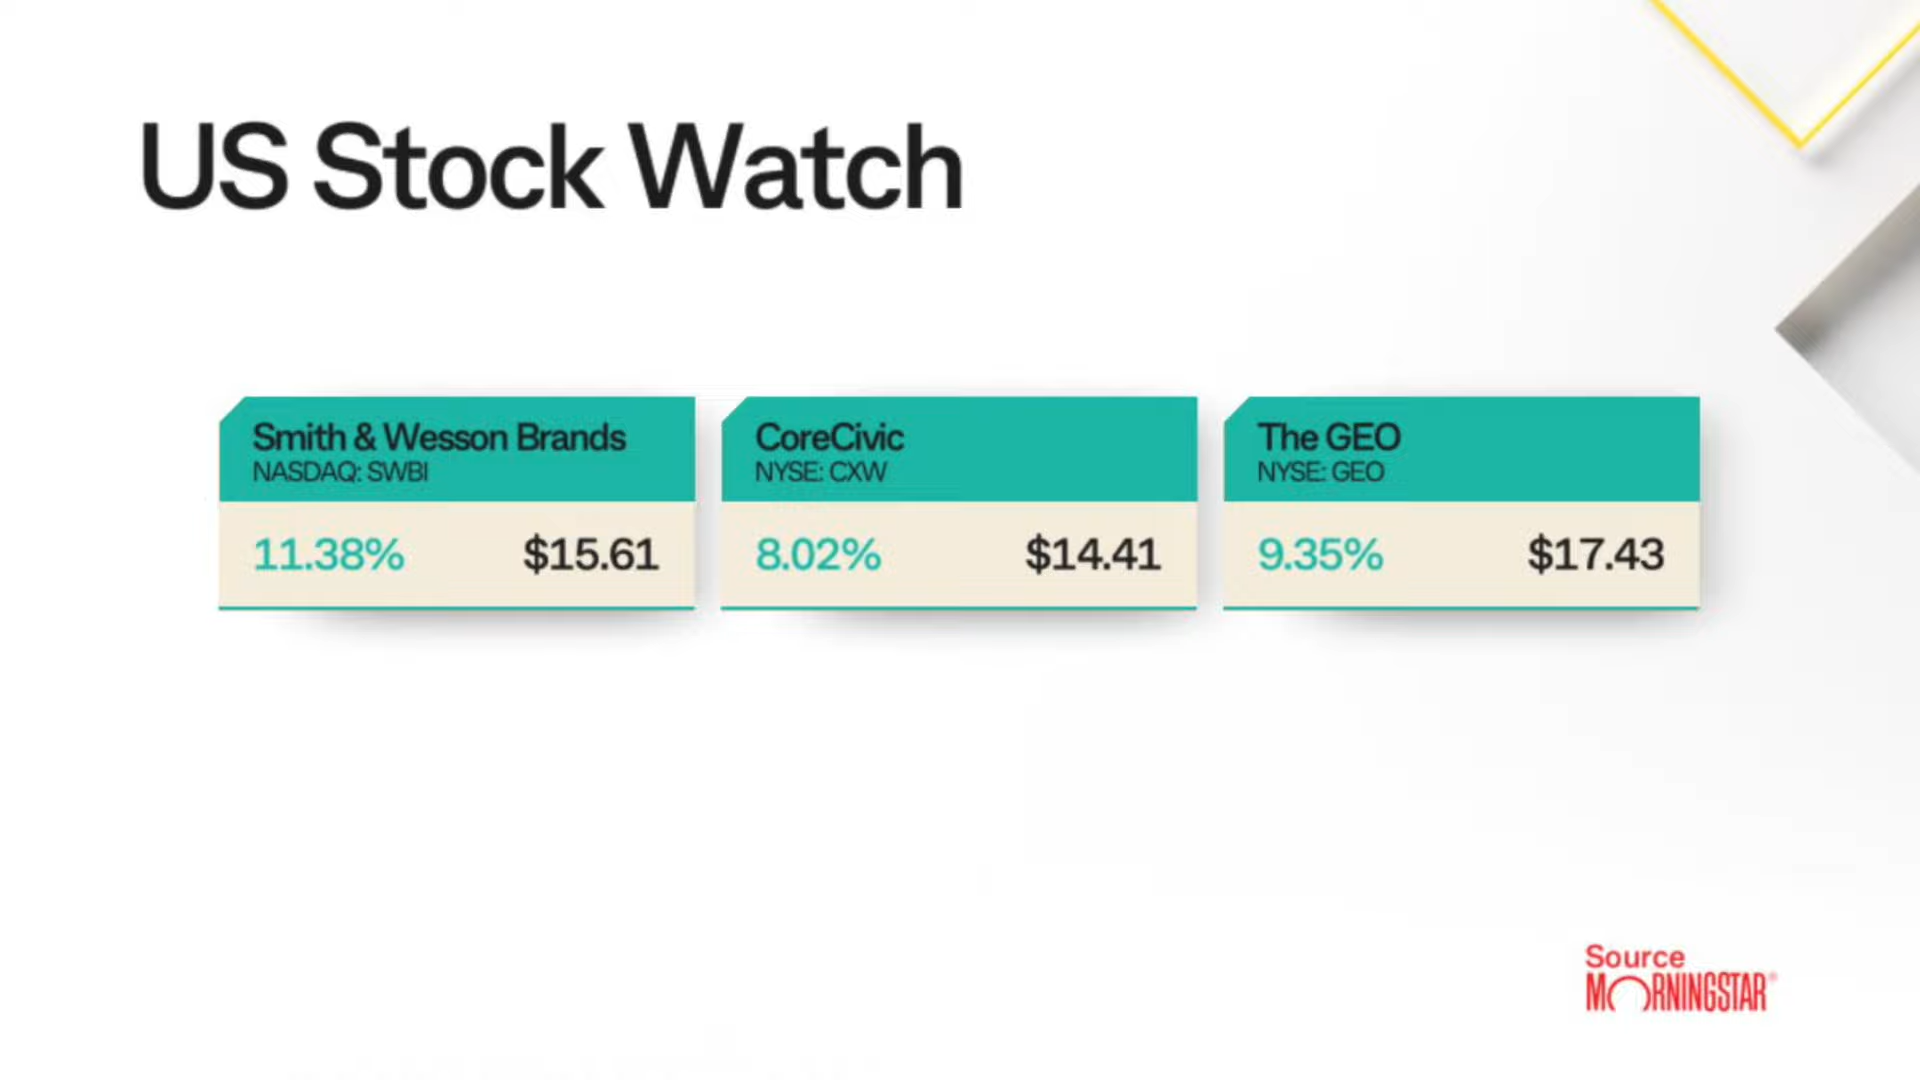 US Stock Watch
Smith & Wesson Brands
NASDAQ: SWBI
11.38% $15.61
CoreCivic
NYSE: CXW
8.02% $14.41
The GEO
NYSE: GEO
9.35% $17.43
Source
MORNINGSTAR®